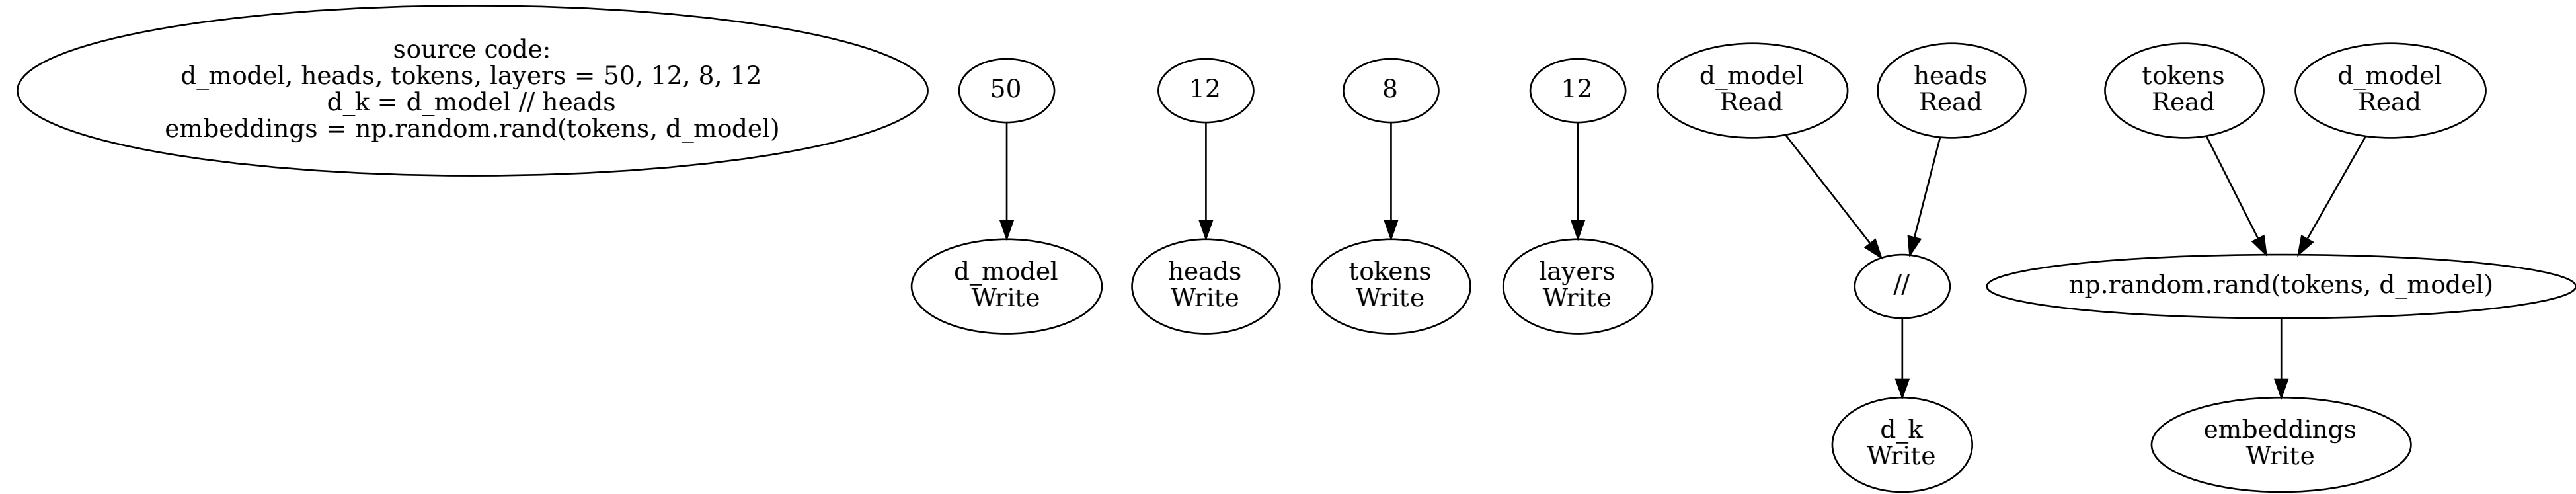 source code:
d_model, heads, tokens, layers = 50, 12, 8, 12
d_k = d_model // heads
embeddings = np.random.rand(tokens, d_model)
50
12
8
12
d_model
Read
heads
Read
tokens
Read
d_model
Read
d_model
Write
heads
Write
tokens
Write
layers
Write
//
np.random.rand(tokens, d_model)
d_k
Write
embeddings
Write